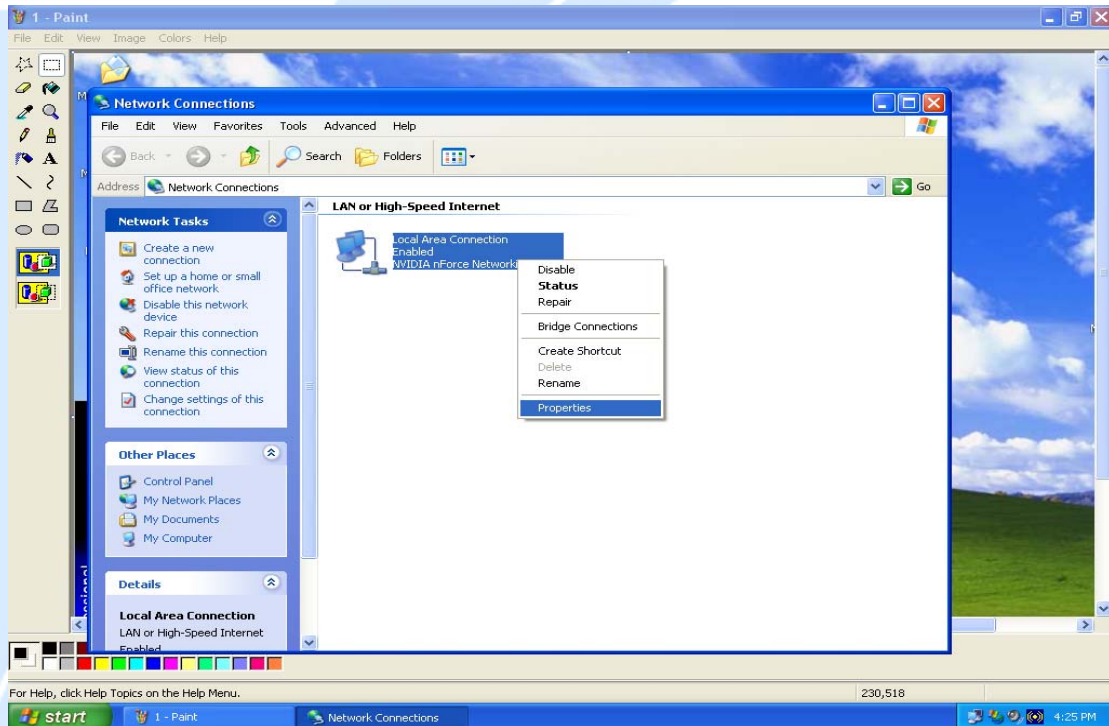 1 - Paint
File Edit View Image Colors Help
Network Connections
File Edit View Favorites Tools Advanced Help
Back Search Folders
Address Network Connections Go
Network Tasks
Create a new
connection
Set up a home or small
office network
Disable this network
device
Repair this connection
Rename this connection
View status of this
connection
Change settings of this
connection
Other Places
Control Panel
My Network Places
My Documents
My Computer
Details
Local Area Connection
LAN or High-Speed Internet
Enabled
LAN or High-Speed Internet
Local Area Connection
Enabled
NVIDIA nForce Networki
Disable
Status
Repair
Bridge Connections
Create Shortcut
Delete
Rename
Properties
For Help, click Help Topics on the Help Menu. 230,518
start 1 - Paint Network Connections 4:25 PM